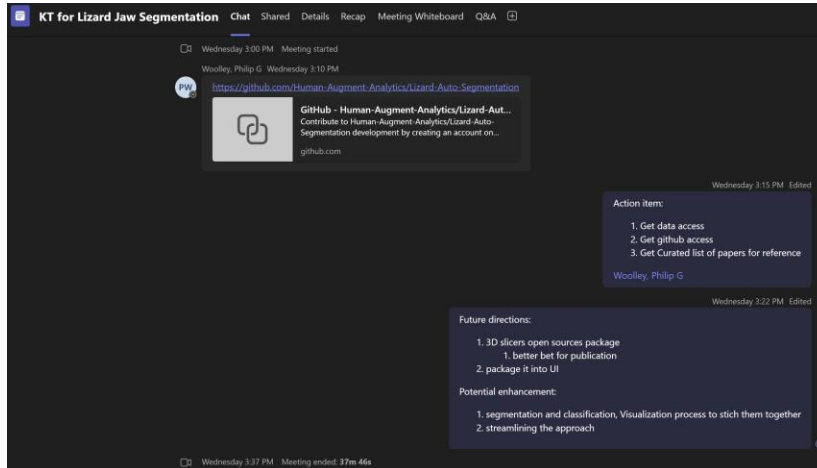 KT for Lizard Jaw Segmentation Chat Shared Details Recap Meeting Whiteboard Q&A
Wednesday 3:00 PM Meeting started
Woolley, Philip G Wednesday 3:10 PM
PW
https://github.com/Human-Augment-Analytics/Lizard-Auto-Segmentation
GitHub - Human-Augment-Analytics/Lizard-Aut...
Contribute to Human-Augment-Analytics/Lizard-Auto-
Segmentation development by creating an account on...
github.com
Wednesday 3:15 PM Edited
Action item:
1. Get data access
2. Get github access
3. Get Curated list of papers for reference
Woolley, Philip G
Wednesday 3:22 PM Edited
Future directions:
1. 3D slicers open sources package
1. better bet for publication
2. package it into UI
Potential enhancement:
1. segmentation and classification, Visualization process to stich them together
2. streamlining the approach
Wednesday 3:37 PM Meeting ended: 37m 46s